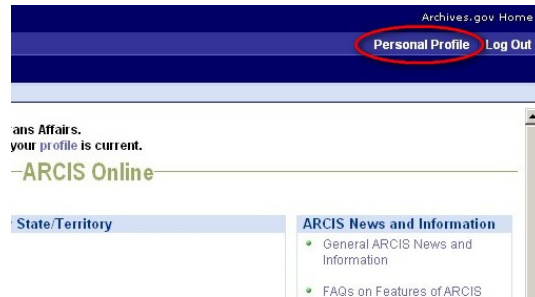 Archives.gov Home
Personal Profile Log Out
ans Affairs.
your profile is current.
ARCIS Online
State/Territory
ARCIS News and Information
General ARCIS News and
Information
FAQs on Features of ARCIS